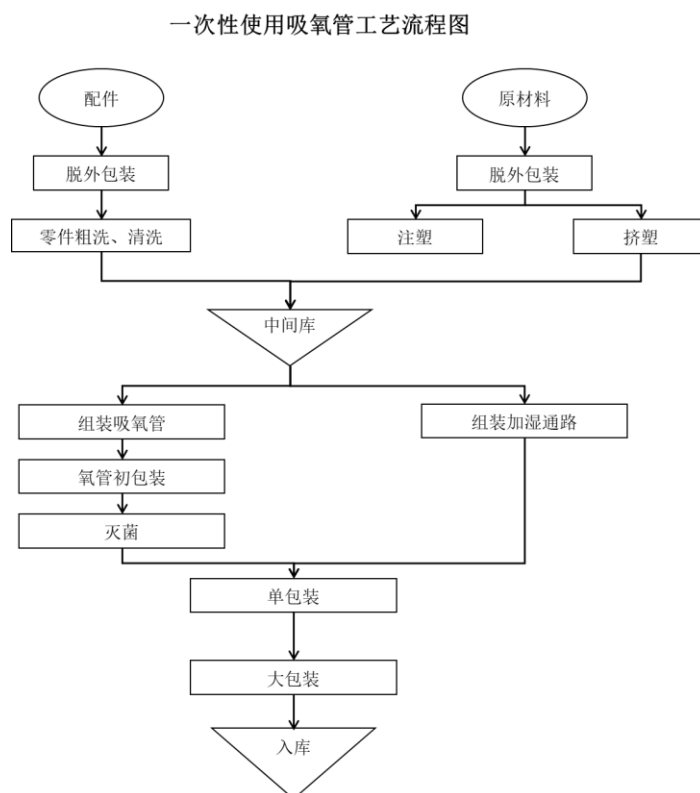 一次性使用吸氧管工艺流程图
配件
原材料
脱外包装
脱外包装
零件粗洗、清洗
注塑
挤塑
中间库
组装吸氧管
组装加湿通路
氧管初包装
灭菌
单包装
大包装
入库